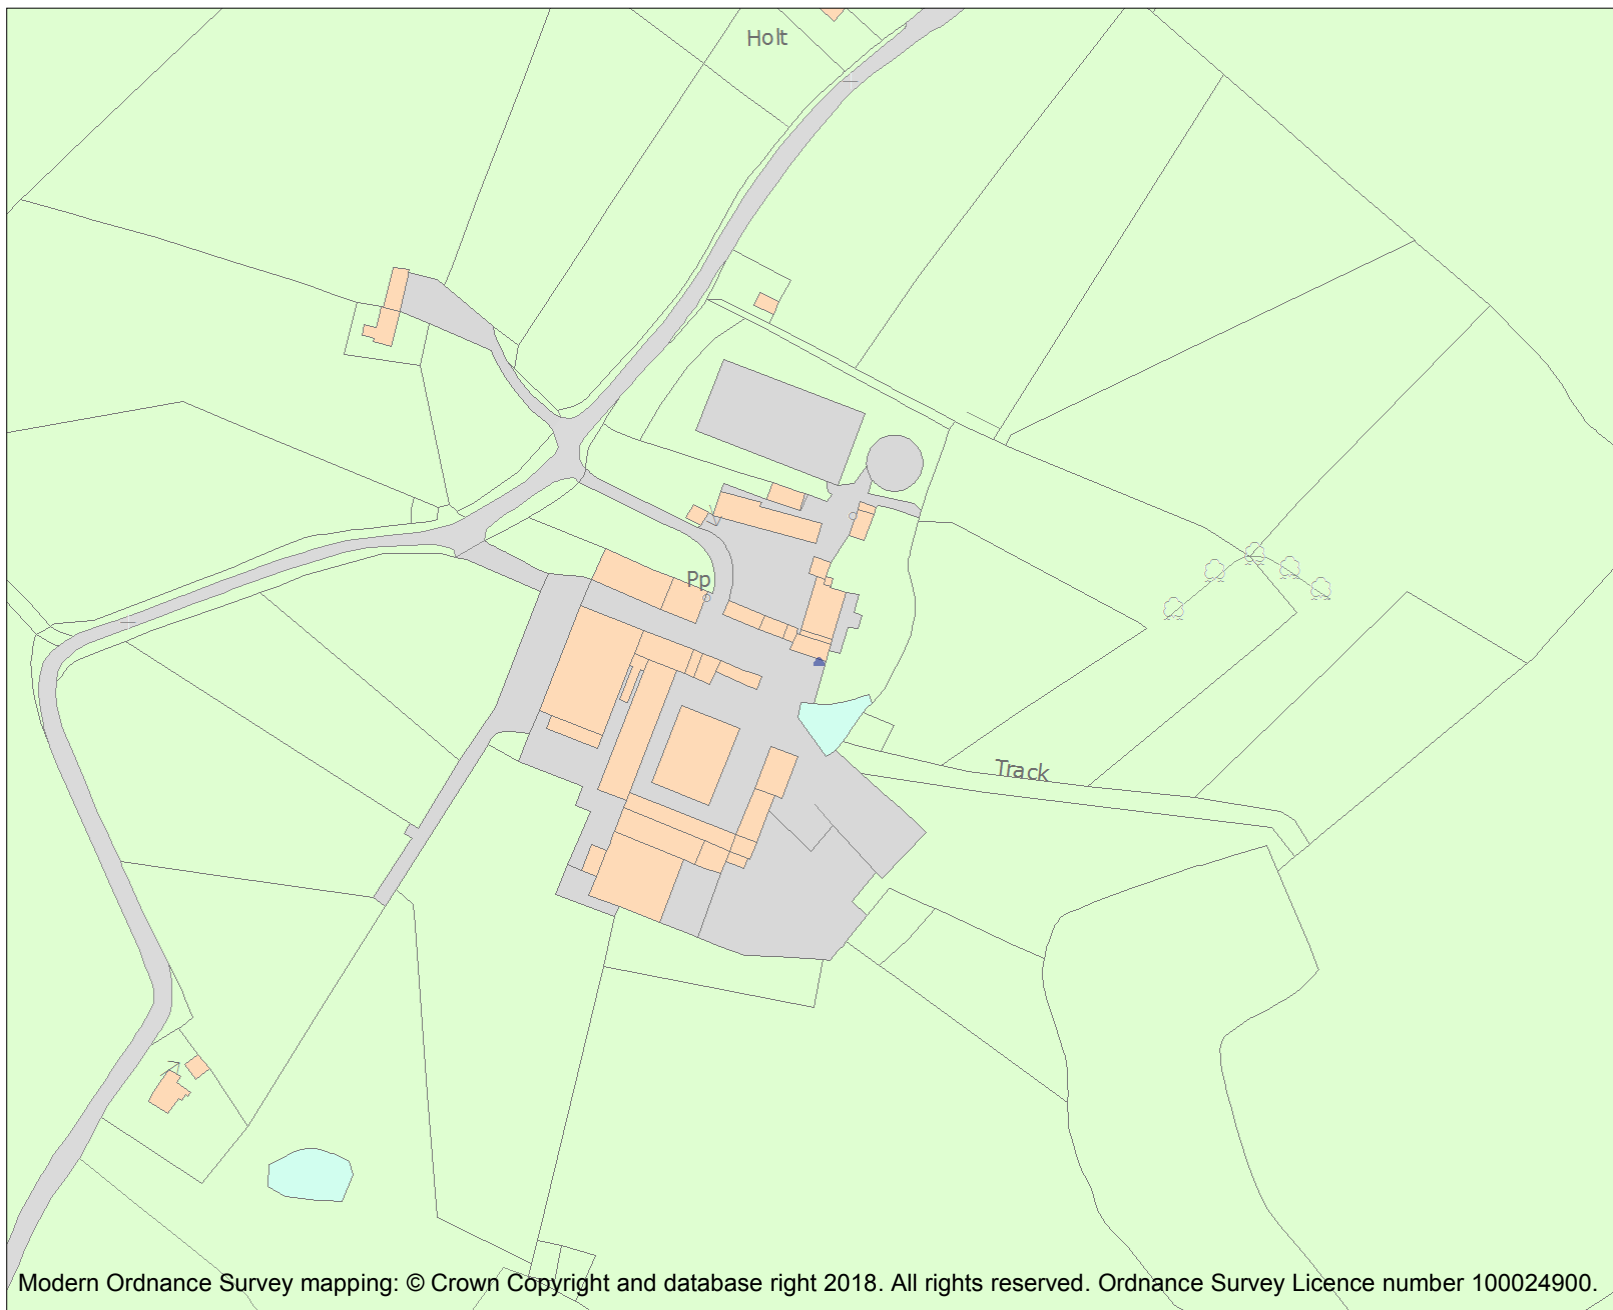 Holt
Pp
Track
Modern Ordnance Survey mapping: © Crown Copyright and database right 2018. All rights reserved. Ordnance Survey Licence number 100024900.